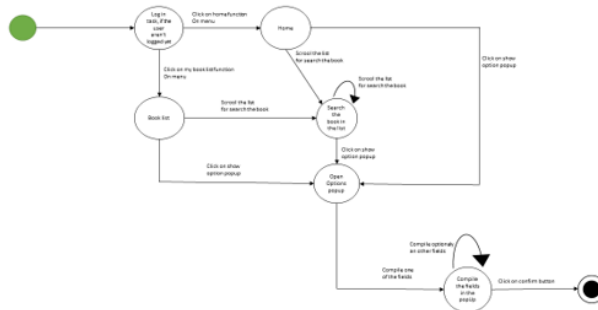 Log in
task, if the
user
aren't
logged yet
Click on home function
On menu
Home
Click on show
option popup
Scrool the list
for search the book
Scrool the list
for search the book
Click on my book list function
On menu
Book list
Scrool the list
for search the book
Search
the
book in
the list
Click on show
option popup
Click on show
option popup
Open
Options
popup
Compile optionals
on other fields
Compile one
of the fields
Compile
the fields
in the
popup
Click on confirm button